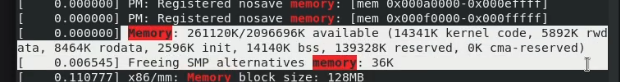 [    0.000000] PM: Registered nosave memory: [mem 0x000a0000-0x000effff]
[    0.000000] PM: Registered nosave memory: [mem 0x000f0000-0x000fffff]
[    0.000000] Memory: 261120K/2096696K available (14341K kernel code, 5892K rwd
ata, 8464K rodata, 2596K init, 14140K bss, 139328K reserved, 0K cma-reserved)
[    0.006545] Freeing SMP alternatives memory: 36K
[    0.110777] x86/mm: Memory block size: 128MB